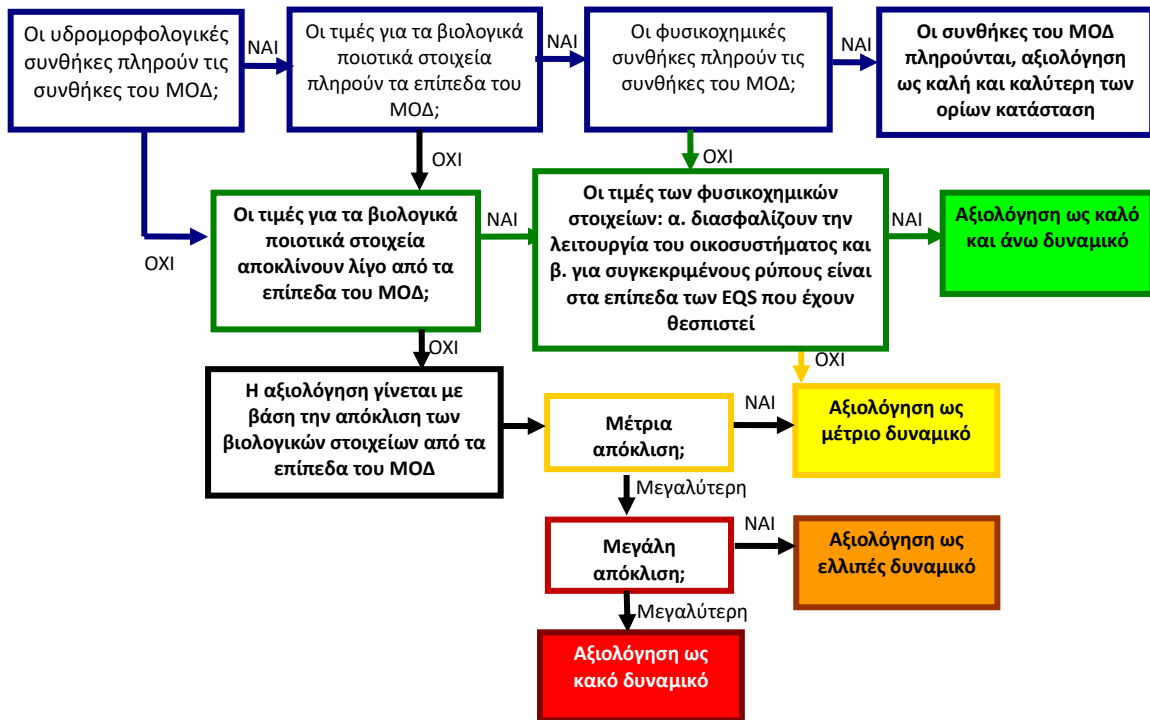 Οι υδρομορφολογικές
συνθήκες πληρούν τις
συνθήκες του ΜΟΔ;
ΝΑΙ
Οι τιμές για τα βιολογικά
ποιοτικά στοιχεία
πληρούν τα επίπεδα του
ΜΟΔ;
ΝΑΙ
Οι φυσικοχημικές
συνθήκες πληρούν τις
συνθήκες του ΜΟΔ;
ΝΑΙ
Οι συνθήκες του ΜΟΔ
πληρούνται, αξιολόγηση
ως καλή και καλύτερη των
ορίων κατάσταση
ΟΧΙ
ΟΧΙ
ΟΧΙ
Οι τιμές για τα βιολογικά
ποιοτικά στοιχεία
αποκλίνουν λίγο από τα
επίπεδα του ΜΟΔ;
ΝΑΙ
Οι τιμές των φυσικοχημικών
στοιχείων: α. διασφαλίζουν την
λειτουργία του οικοσυστήματος και
β. για συγκεκριμένους ρύπους είναι
στα επίπεδα των EQS που έχουν
θεσπιστεί
ΝΑΙ
Αξιολόγηση ως καλό
και άνω δυναμικό
ΟΧΙ
ΟΧΙ
Η αξιολόγηση γίνεται με
βάση την απόκλιση των
βιολογικών στοιχείων από τα
επίπεδα του ΜΟΔ
Μέτρια
απόκλιση;
ΝΑΙ
Αξιολόγηση ως
μέτριο δυναμικό
Μεγαλύτερη
Μεγάλη
απόκλιση;
ΝΑΙ
Αξιολόγηση ως
ελλιπές δυναμικό
Μεγαλύτερη
Αξιολόγηση ως
κακό δυναμικό